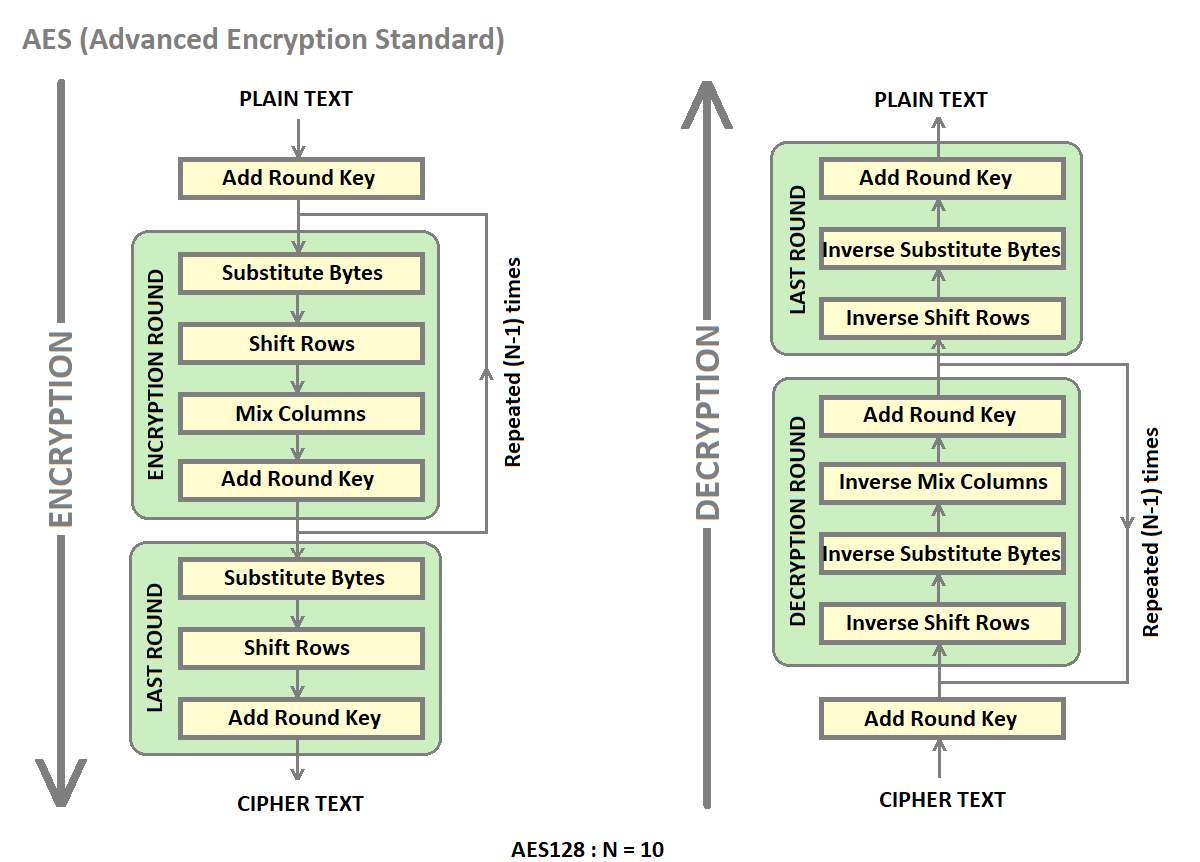 AES (Advanced Encryption Standard)
ENCRYPTION
PLAIN TEXT
Add Round Key
ENCRYPTION ROUND
Substitute Bytes
Shift Rows
Mix Columns
Add Round Key
Repeated (N-1) times
LAST ROUND
Substitute Bytes
Shift Rows
Add Round Key
CIPHER TEXT
DECRYPTION
PLAIN TEXT
LAST ROUND
Add Round Key
Inverse Substitute Bytes
Inverse Shift Rows
DECRYPTION ROUND
Add Round Key
Inverse Mix Columns
Inverse Substitute Bytes
Inverse Shift Rows
Repeated (N-1) times
Add Round Key
CIPHER TEXT
AES128 : N = 10